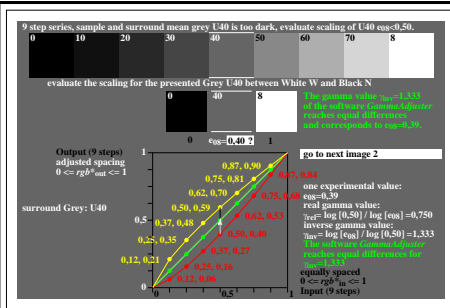 9 step series, sample and surround mean grey U40 is too dark, evaluate scaling of U40 e0S<0,50.
0 10 20 30 40 50 60 70 8
evaluate the scaling for the presented Grey U40 between White W and Black N
0 40 8
0 e0S=0,40 ? 1
The gamma value γinv=1,333
of the software GammaAdjuster
reaches equal differences
and corresponds to e0S=0.39.
Output (9 steps)
adjusted spacing
0 <= rgb*out <= 1
surround Grey: U40
1
0,5
0
0 0,5 1
0,87, 0,90
0,75, 0,81
0,62, 0,70
0,50, 0,59
0,37, 0,48
0,25, 0,35
0,12, 0,21
0,87, 0,84
0,75, 0,68
0,62, 0,53
0,50, 0,40
0,37, 0,27
0,25, 0,16
0,12, 0,06
go to next image 2
one experimental value:
e0S=0,39
real gamma value:
γref= log [0,50] / log [e0S] =0,750
inverse gamma value:
γinv= log [e0S] / log [0,50] =1,333
The software GammaAdjuster
reaches equal differences for
γinv=1,333
equally spaced
0 <= rgb*in <= 1
Input (9 steps)